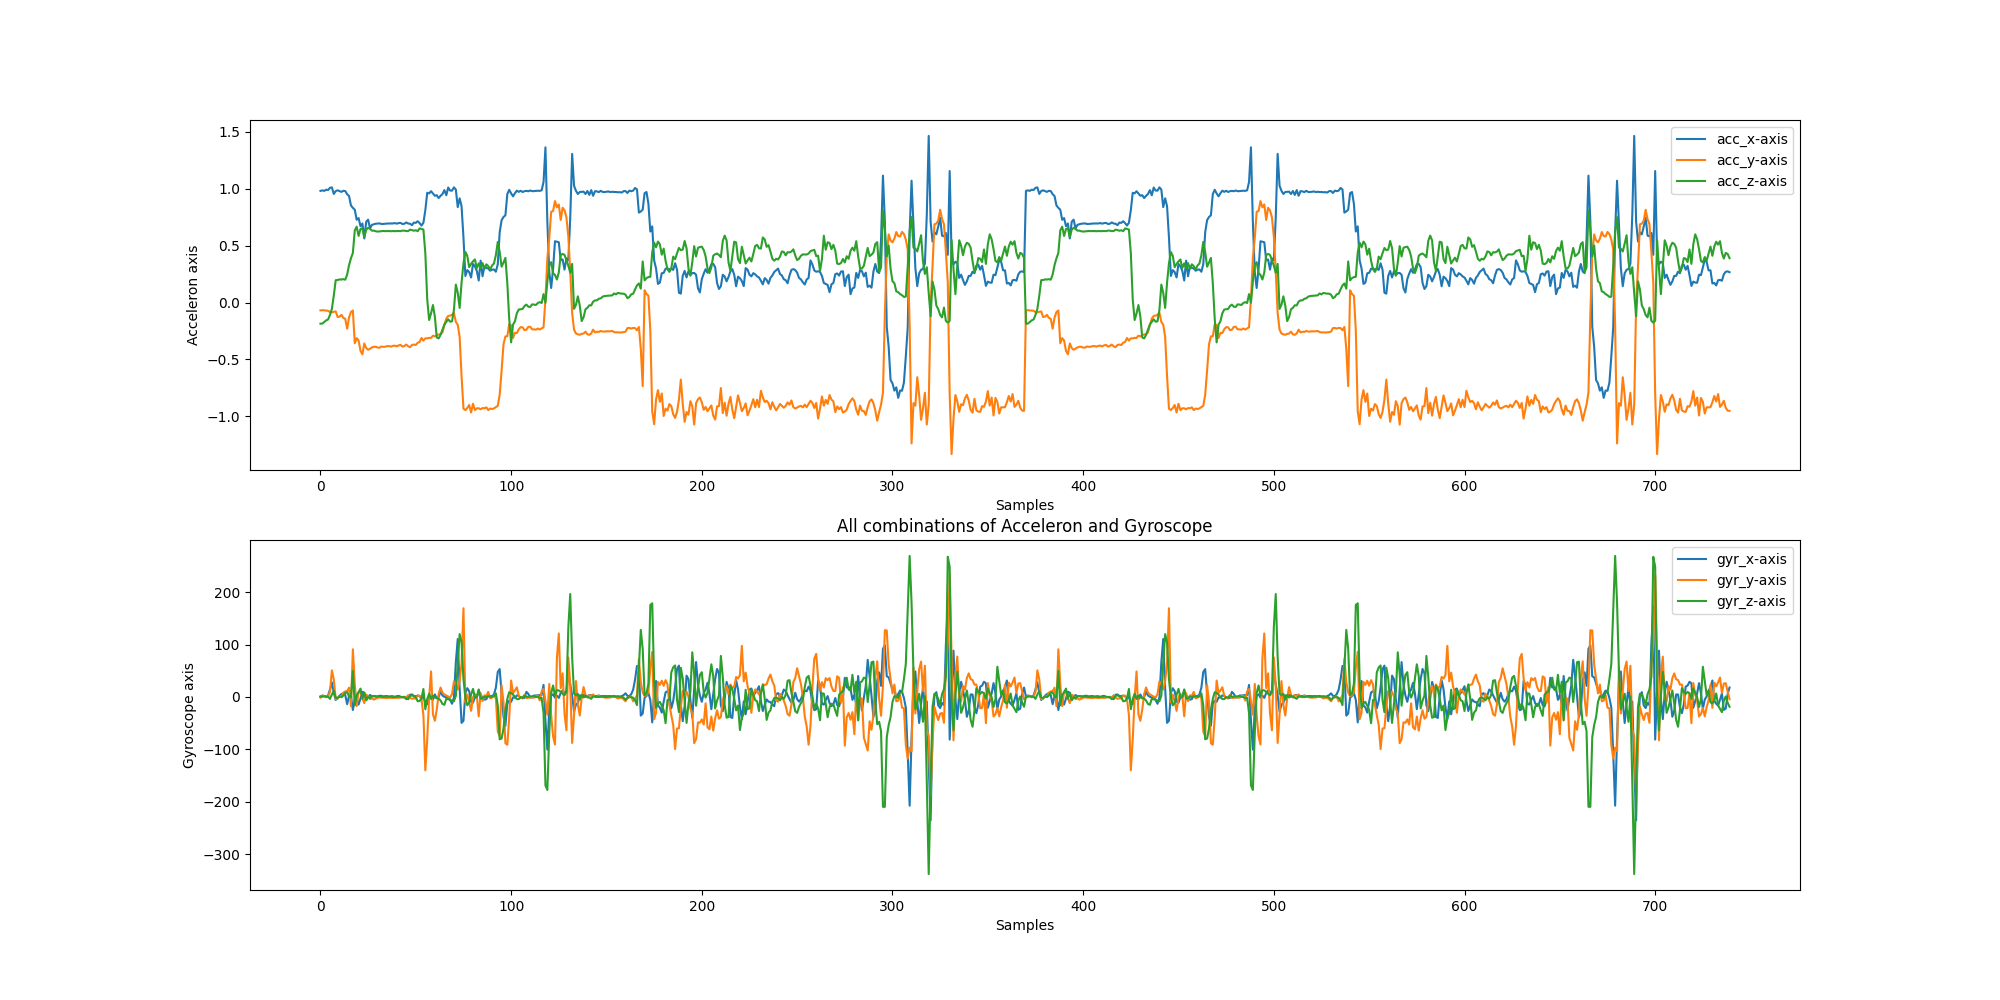 1.5
1.0
0.5
0.0
−0.5
−1.0
Acceleron axis
acc_x-axis
acc_y-axis
acc_z-axis
0 100 200 300 400 500 600 700
Samples
All combinations of Acceleron and Gyroscope
200
100
0
−100
−200
−300
Gyroscope axis
gyr_x-axis
gyr_y-axis
gyr_z-axis
0 100 200 300 400 500 600 700
Samples